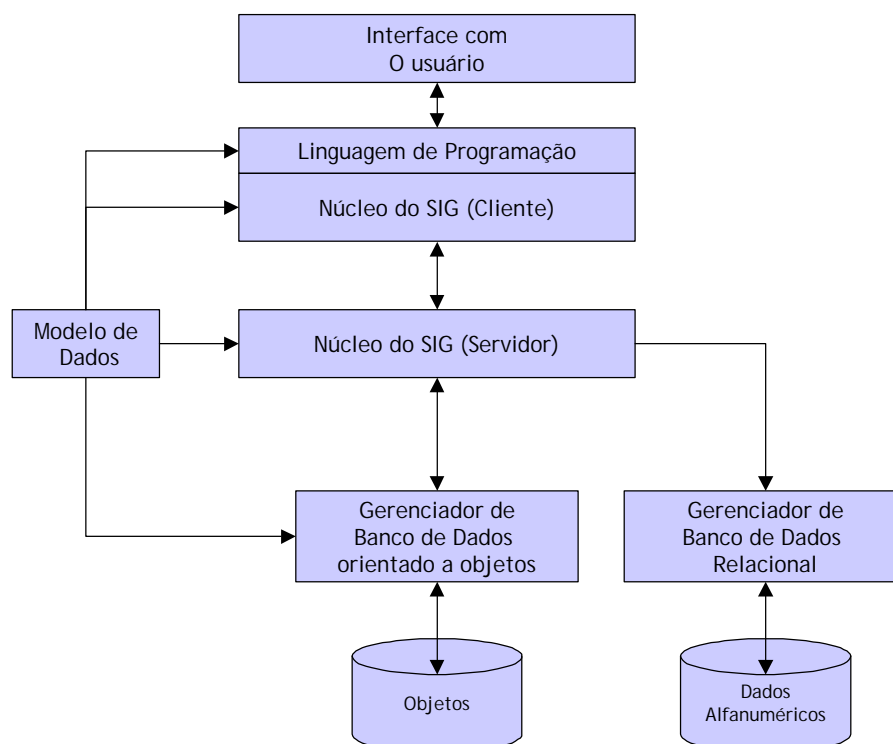 Interface com
O usuário
Linguagem de Programação
Núcleo do SIG (Cliente)
Modelo de
Dados
Núcleo do SIG (Servidor)
Gerenciador de
Banco de Dados
orientado a objetos
Gerenciador de
Banco de Dados
Relacional
Objetos
Dados
Alfanuméricos